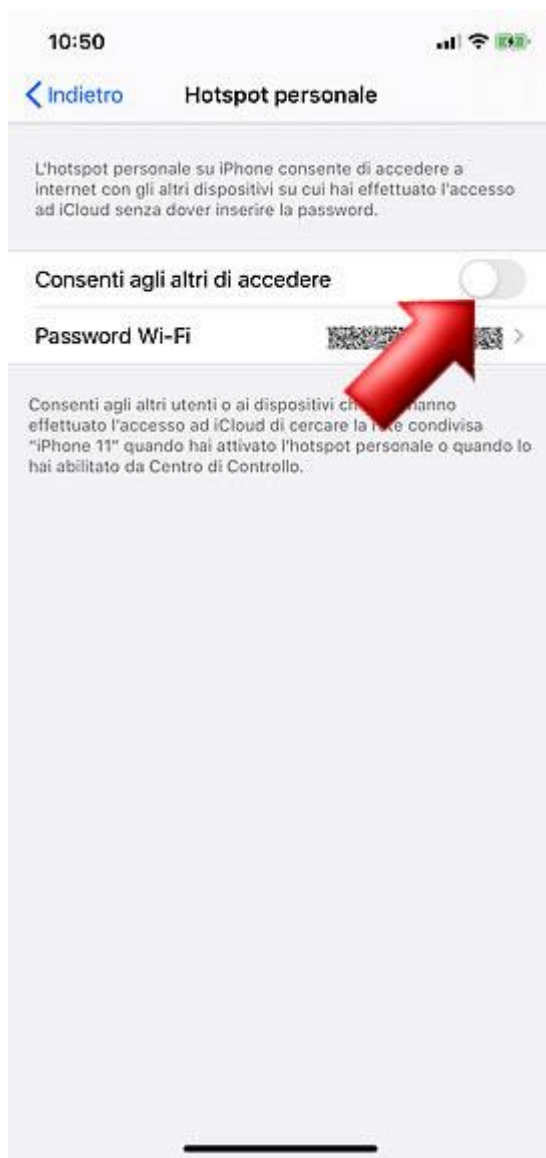 10:50
Indietro
Hotspot personale
L'hotspot personale su iPhone consente di accedere a
internet con gli altri dispositivi su cui hai effettuato l'accesso
ad iCloud senza dover inserire la password.
Consenti agli altri di accedere
Password Wi-Fi
Consenti agli altri utenti o ai dispositivi hanno
effettuato l'accesso ad iCloud di cercare la condivisa
"iPhone 11" quando hai attivato l'hotspot personale o quando lo
hai abilitato da Centro di Controllo.